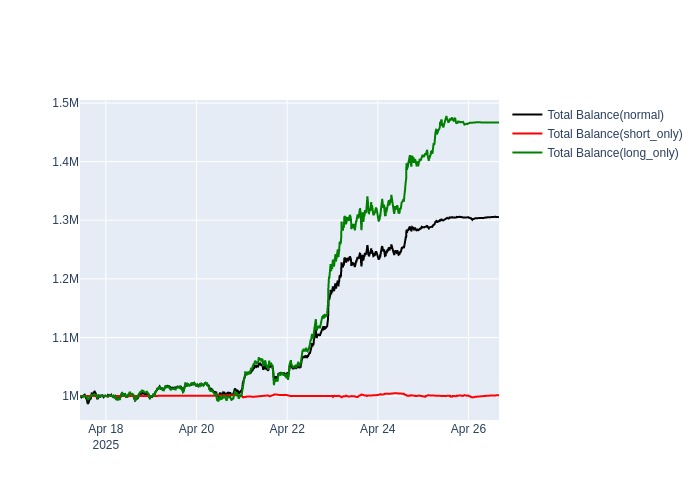 1.5M
1.4M
1.3M
1.2M
1.1M
1M
Apr 18
2025
Apr 20
Apr 22
Apr 24
Apr 26
Total Balance(normal)
Total Balance(short_only)
Total Balance(long_only)